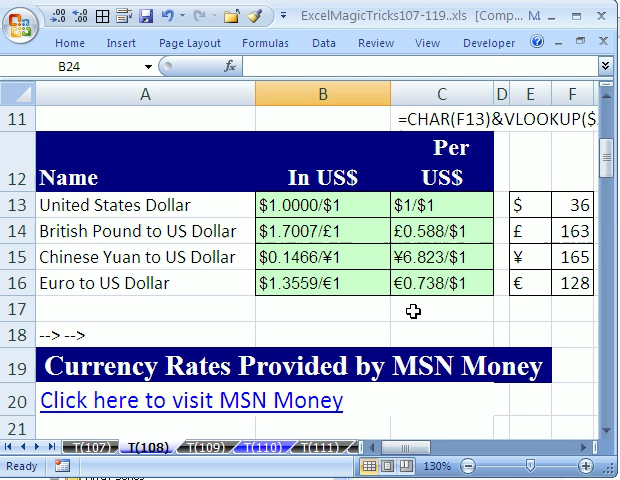 ExcelMagicTricks107-119..xls [Comp... M
Home Insert Page Layout Formulas Data Review View Developer
B24 fx
A B C D E F
11 =CHAR(F13)&VLOOKUP($
12 Name In US$ Per US$
13 United States Dollar $1.0000/$1 $1/$1 $ 36
14 British Pound to US Dollar $1.7007/£1 £0.588/$1 £ 163
15 Chinese Yuan to US Dollar $0.1466/¥1 ¥6.823/$1 ¥ 165
16 Euro to US Dollar $1.3559/€1 €0.738/$1 € 128
17
18 --> -->
19 Currency Rates Provided by MSN Money
20 Click here to visit MSN Money
21
T(107) T(108) T(109) T(110) T(111)
Ready 130%